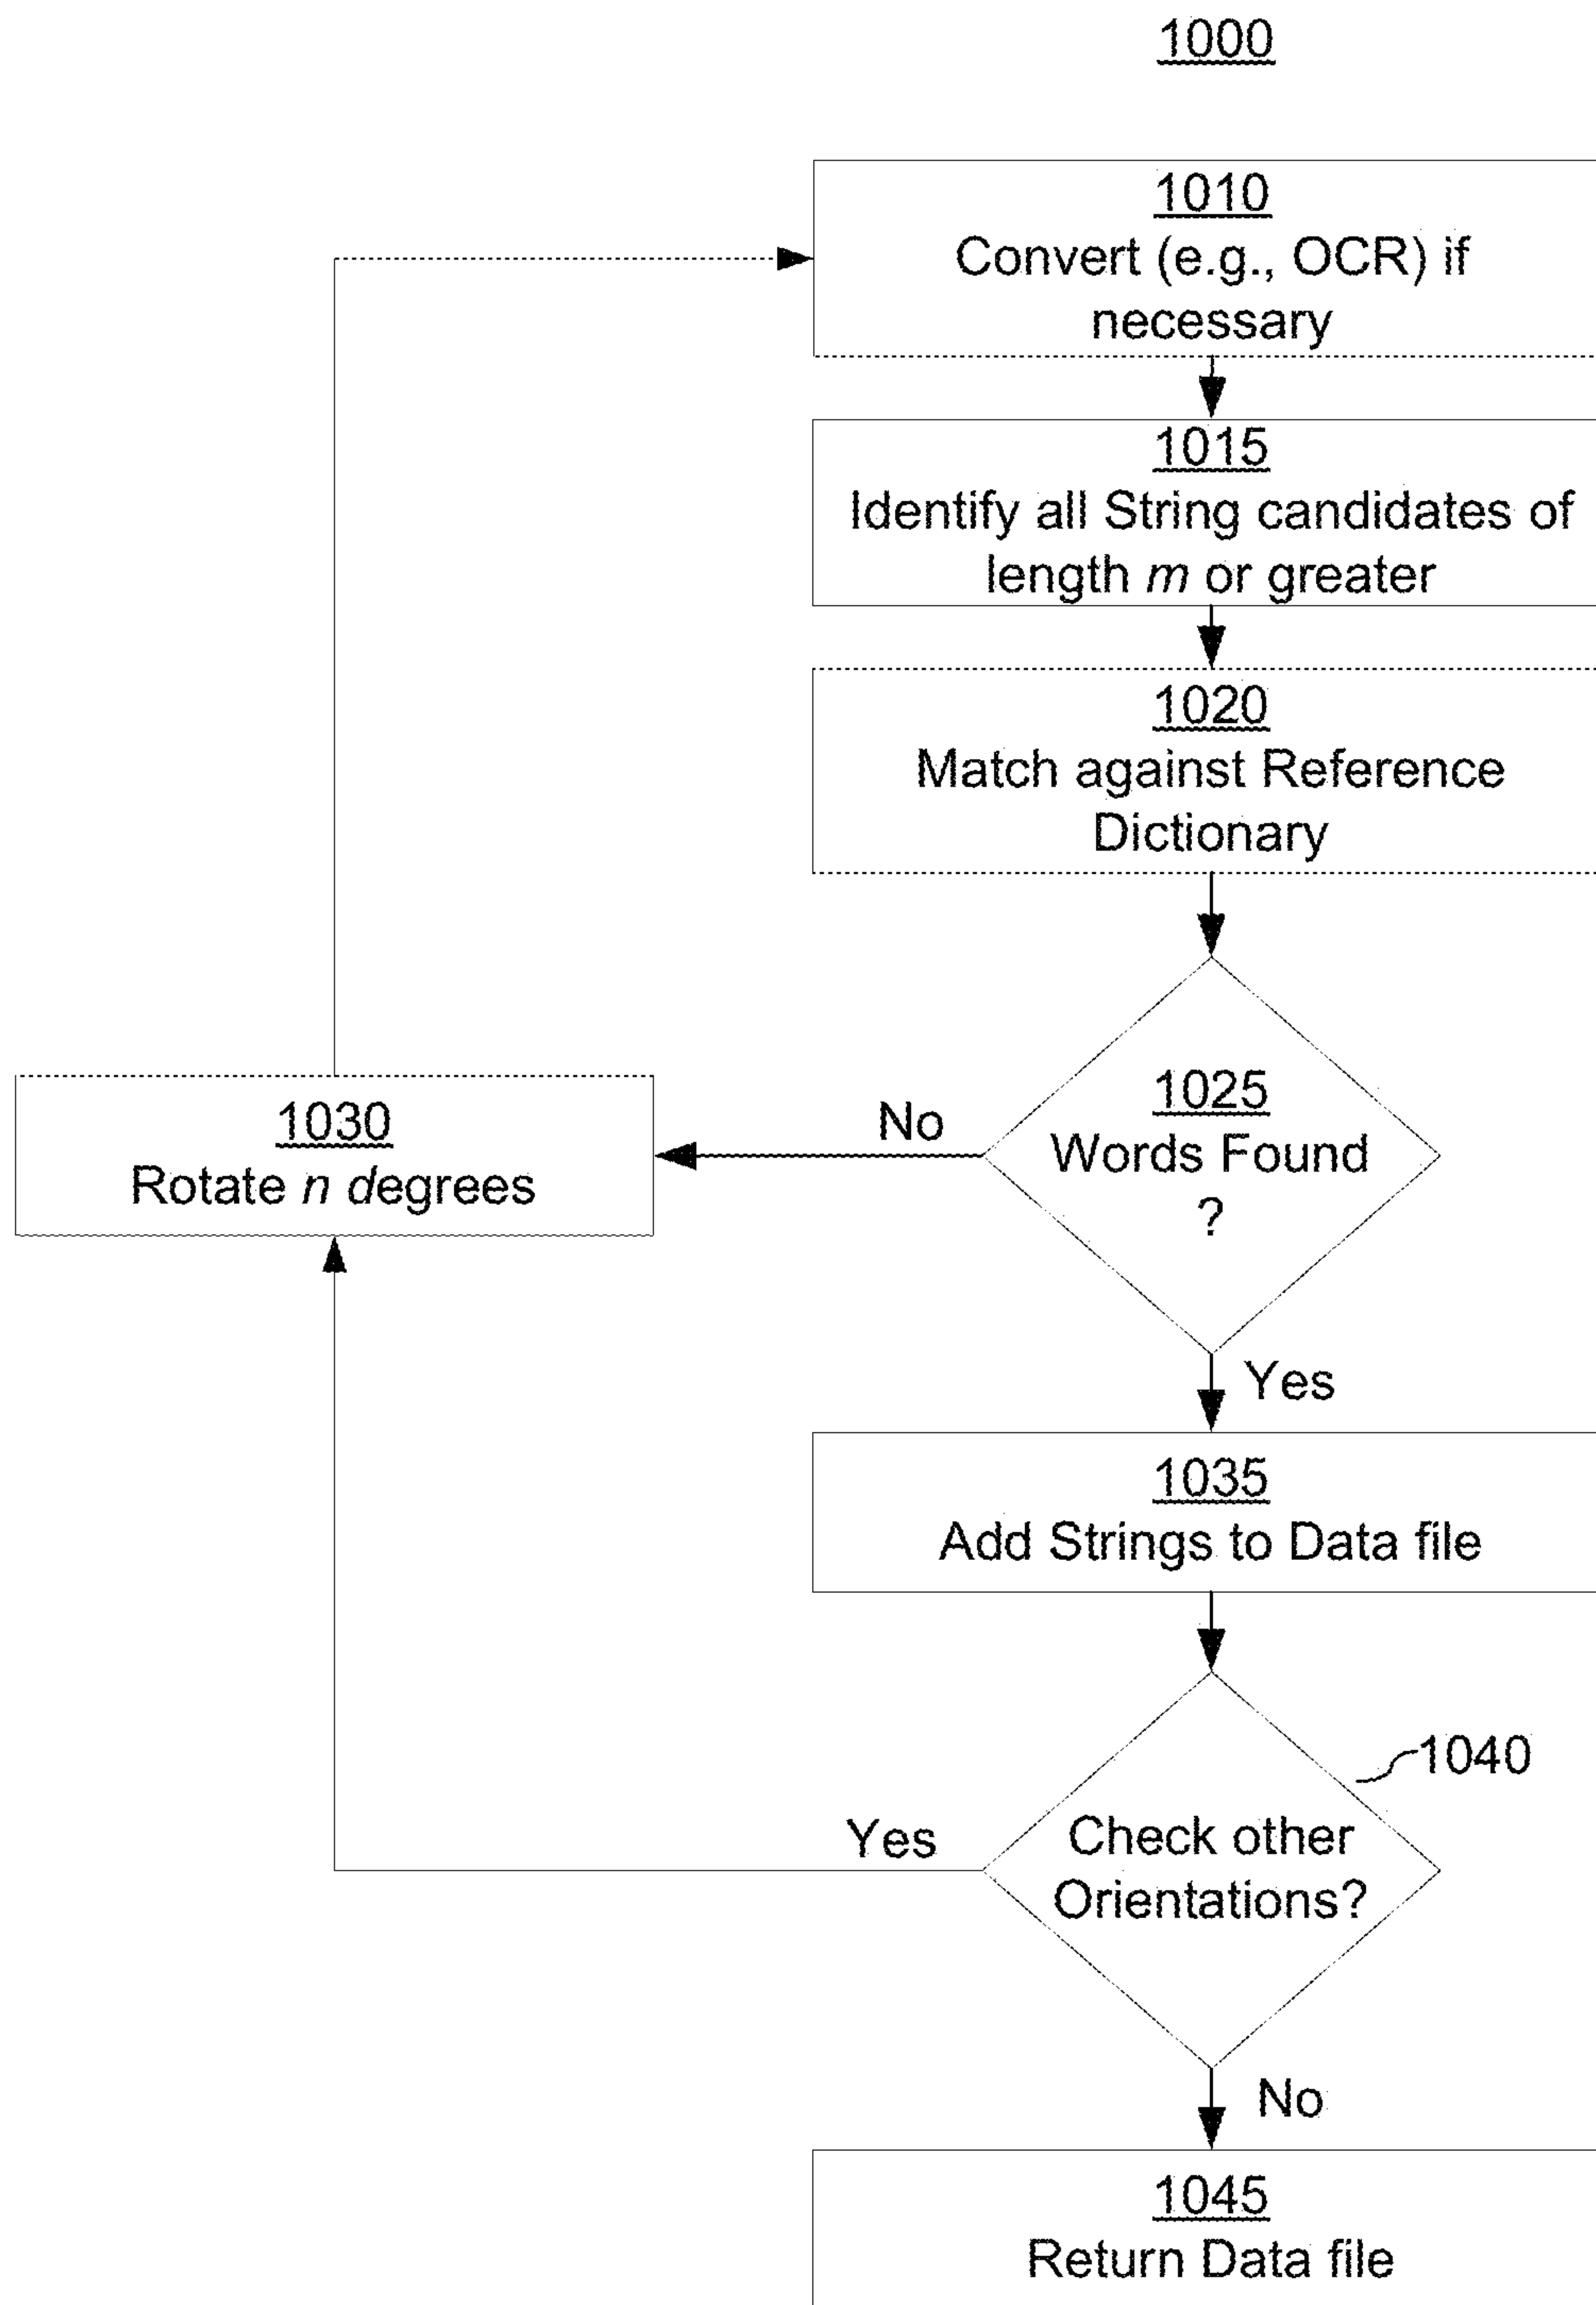 1000
1010
Convert (e.g., OCR) if
necessary
1015
Identify all String candidates of
length m or greater
1020
Match against Reference
Dictionary
1025
Words Found
?
No
1030
Rotate n degrees
Yes
1035
Add Strings to Data file
1040
Check other
Orientations?
Yes
No
1045
Return Data file